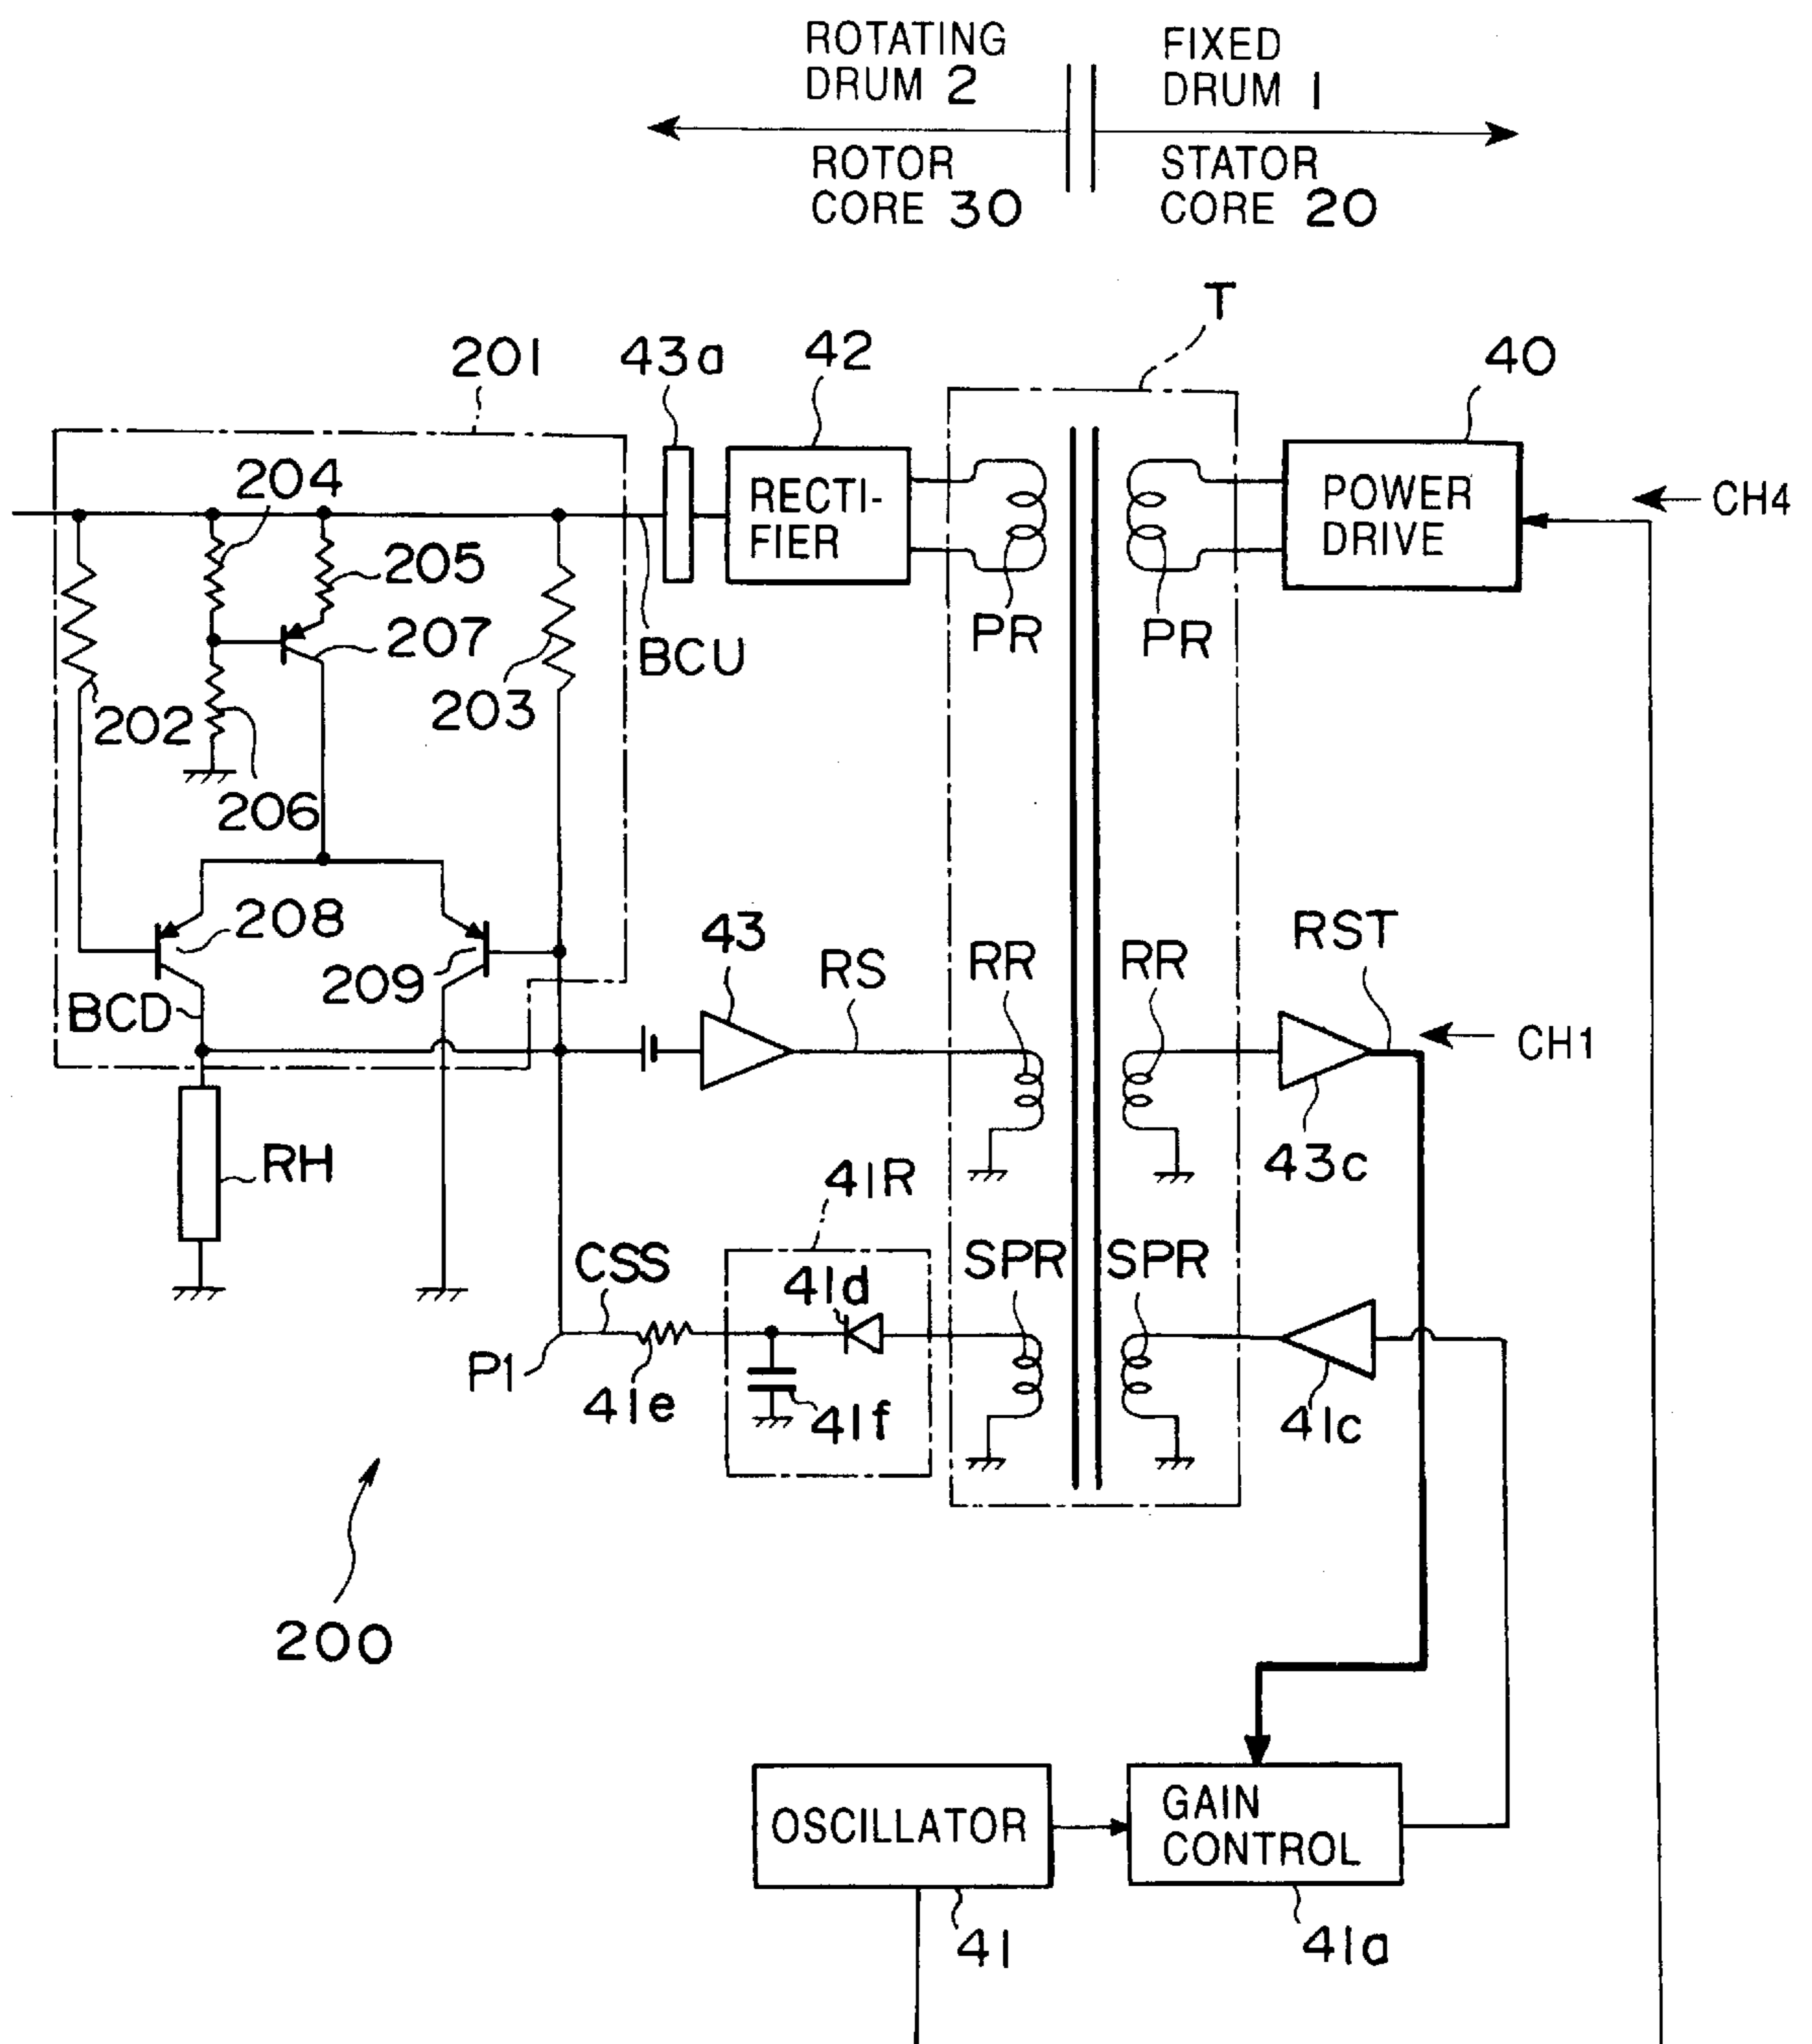 ROTATING
DRUM 2
FIXED
DRUM 1
ROTOR
CORE 30
STATOR
CORE 20
T
201
43a
42
40
204
RECTI-
FIER
POWER
DRIVE
CH4
205
207
PR
PR
BCU
202
203
206
208
43
RS
RR
RR
RST
209
BCD
CH1
43c
RH
41R
CSS
41d
SPR
SPR
P1
41e
41f
41c
200
OSCILLATOR
GAIN
CONTROL
41
41a